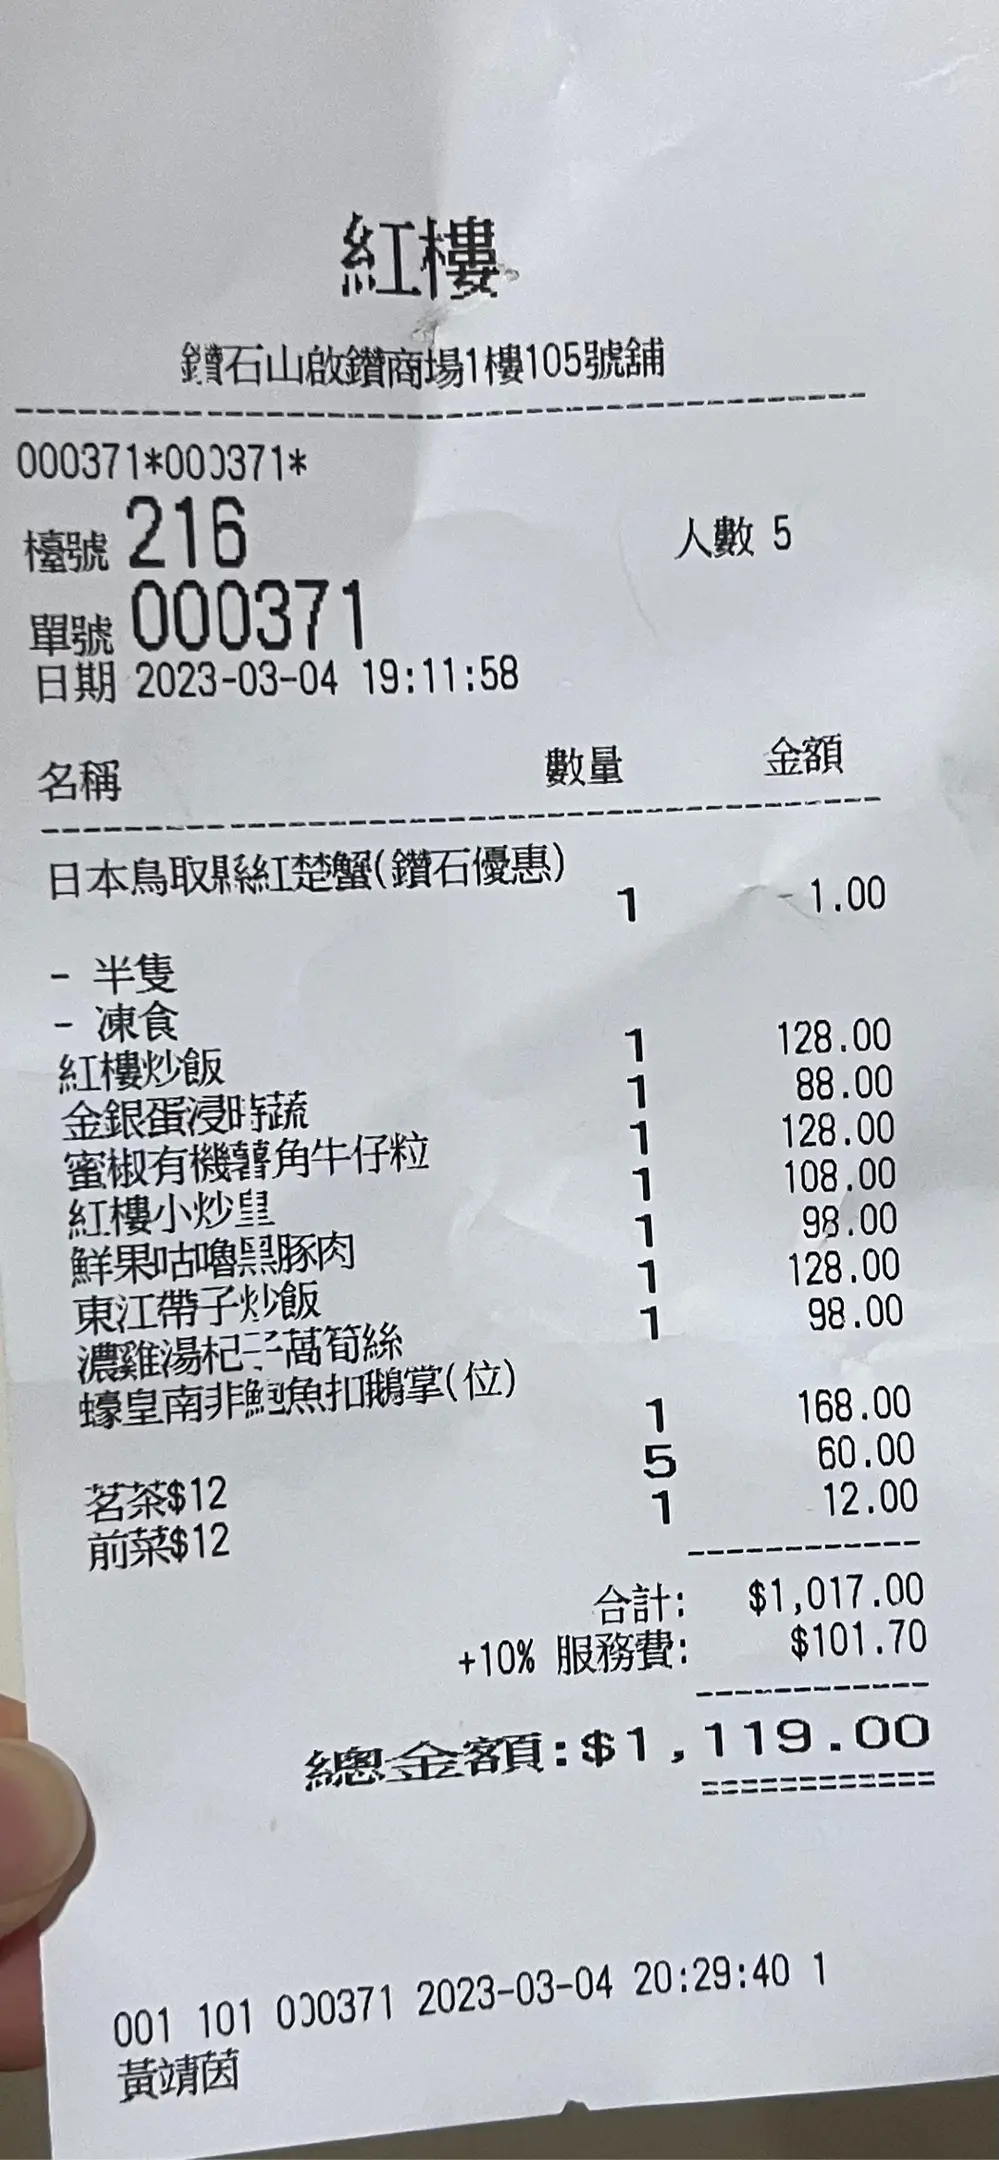 紅樓
鑽石山啟鑽商場1樓105號舖
000371*000371*
檯號 216 人數 5
單號 000371
日期 2023-03-04 19:11:58
名稱 數量 金額
日本鳥取縣紅楚蟹(鑽石優惠)
1 1.00
- 半隻
- 凍食
紅樓炒飯 1 128.00
金銀蛋浸時蔬 1 88.00
蜜椒有機薯角牛仔粒 1 128.00
紅樓小炒皇 1 108.00
鮮果咕嚕黑豚肉 1 98.00
東江帶子炒飯 1 128.00
濃雞湯杞子萵筍絲 1 98.00
蠔皇南非鮑魚扣鵝掌(位)
1 168.00
茗茶$12 5 60.00
前菜$12 1 12.00
合計: $1,017.00
+10% 服務費: $101.70
總金額:$1,119.00
001 101 000371 2023-03-04 20:29:40 1
黃靖茵